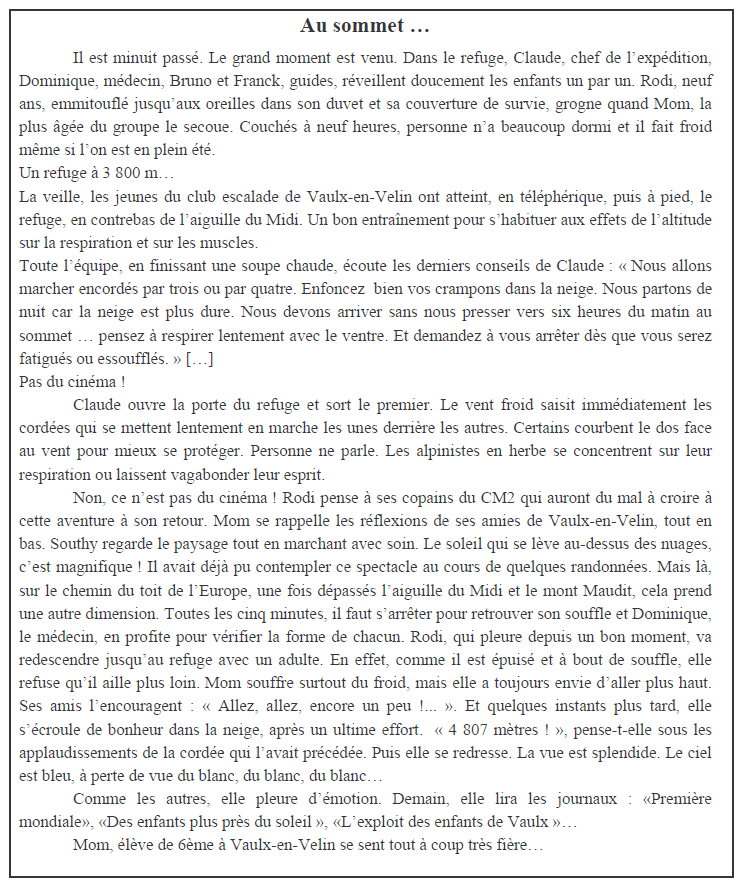 Au sommet …
Il est minuit passé. Le grand moment est venu. Dans le refuge, Claude, chef de l’expédition,
Dominique, médecin, Bruno et Franck, guides, réveillent doucement les enfants un par un. Rodi, neuf
ans, emmitouflé jusqu’aux oreilles dans son duvet et sa couverture de survie, grogne quand Mom, la
plus âgée du groupe le secoue. Couchés à neuf heures, personne n’a beaucoup dormi et il fait froid
même si l’on est en plein été.
Un refuge à 3 800 m…
La veille, les jeunes du club escalade de Vaulx-en-Velin ont atteint, en téléphérique, puis à pied, le
refuge, en contrebas de l’aiguille du Midi. Un bon entraînement pour s’habituer aux effets de l’altitude
sur la respiration et sur les muscles.
Toute l’équipe, en finissant une soupe chaude, écoute les derniers conseils de Claude : « Nous allons
marcher encordés par trois ou par quatre. Enfoncez bien vos crampons dans la neige. Nous partons de
nuit car la neige est plus dure. Nous devons arriver sans nous presser vers six heures du matin au
sommet … pensez à respirer lentement avec le ventre. Et demandez à vous arrêter dès que vous serez
fatigués ou essoufflés. » […]
Pas du cinéma !
Claude ouvre la porte du refuge et sort le premier. Le vent froid saisit immédiatement les
cordées qui se mettent lentement en marche les unes derrière les autres. Certains courbent le dos face
au vent pour mieux se protéger. Personne ne parle. Les alpinistes en herbe se concentrent sur leur
respiration ou laissent vagabonder leur esprit.
Non, ce n’est pas du cinéma ! Rodi pense à ses copains du CM2 qui auront du mal à croire à
cette aventure à son retour. Mom se rappelle les réflexions de ses amies de Vaulx-en-Velin, tout en
bas. Southy regarde le paysage tout en marchant avec soin. Le soleil qui se lève au-dessus des nuages,
c’est magnifique ! Il avait déjà pu contempler ce spectacle au cours de quelques randonnées. Mais là,
sur le chemin du toit de l’Europe, une fois dépassés l’aiguille du Midi et le mont Maudit, cela prend
une autre dimension. Toutes les cinq minutes, il faut s’arrêter pour retrouver son souffle et Dominique,
le médecin, en profite pour vérifier la forme de chacun. Rodi, qui pleure depuis un bon moment, va
redescendre jusqu’au refuge avec un adulte. En effet, comme il est épuisé et à bout de souffle, elle
refuse qu’il aille plus loin. Mom souffre surtout du froid, mais elle a toujours envie d’aller plus haut.
Ses amis l’encouragent : « Allez, allez, encore un peu !... ». Et quelques instants plus tard, elle
s’écroule de bonheur dans la neige, après un ultime effort. « 4 807 mètres ! », pense-t-elle sous les
applaudissements de la cordée qui l’avait précédée. Puis elle se redresse. La vue est splendide. Le ciel
est bleu, à perte de vue du blanc, du blanc, du blanc…
Comme les autres, elle pleure d’émotion. Demain, elle lira les journaux : «Première
mondiale», «Des enfants plus près du soleil », «L’exploit des enfants de Vaulx »…
Mom, élève de 6ème à Vaulx-en-Velin se sent tout à coup très fière…